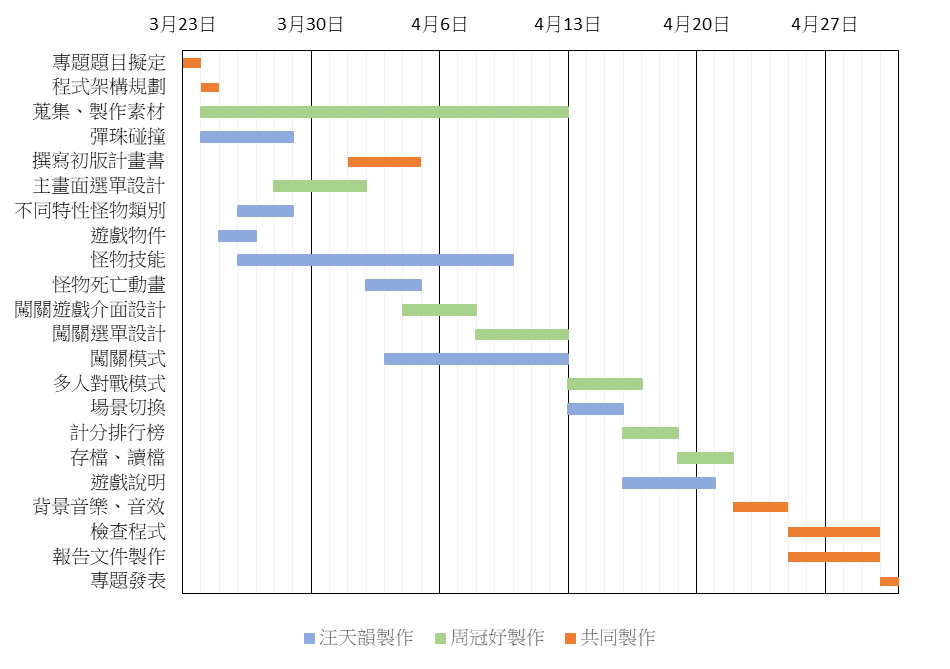 3月23日 3月30日 4月6日 4月13日 4月20日 4月27日
專題題目擬定
程式架構規劃
蒐集、製作素材
彈珠碰撞
撰寫初版計畫書
主畫面選單設計
不同特性怪物類別
遊戲物件
怪物技能
怪物死亡動畫
闖關遊戲介面設計
闖關選單設計
闖關模式
多人對戰模式
場景切換
計分排行榜
存檔、讀檔
遊戲說明
背景音樂、音效
檢查程式
報告文件製作
專題發表
汪天韻製作 周冠妤製作 共同製作